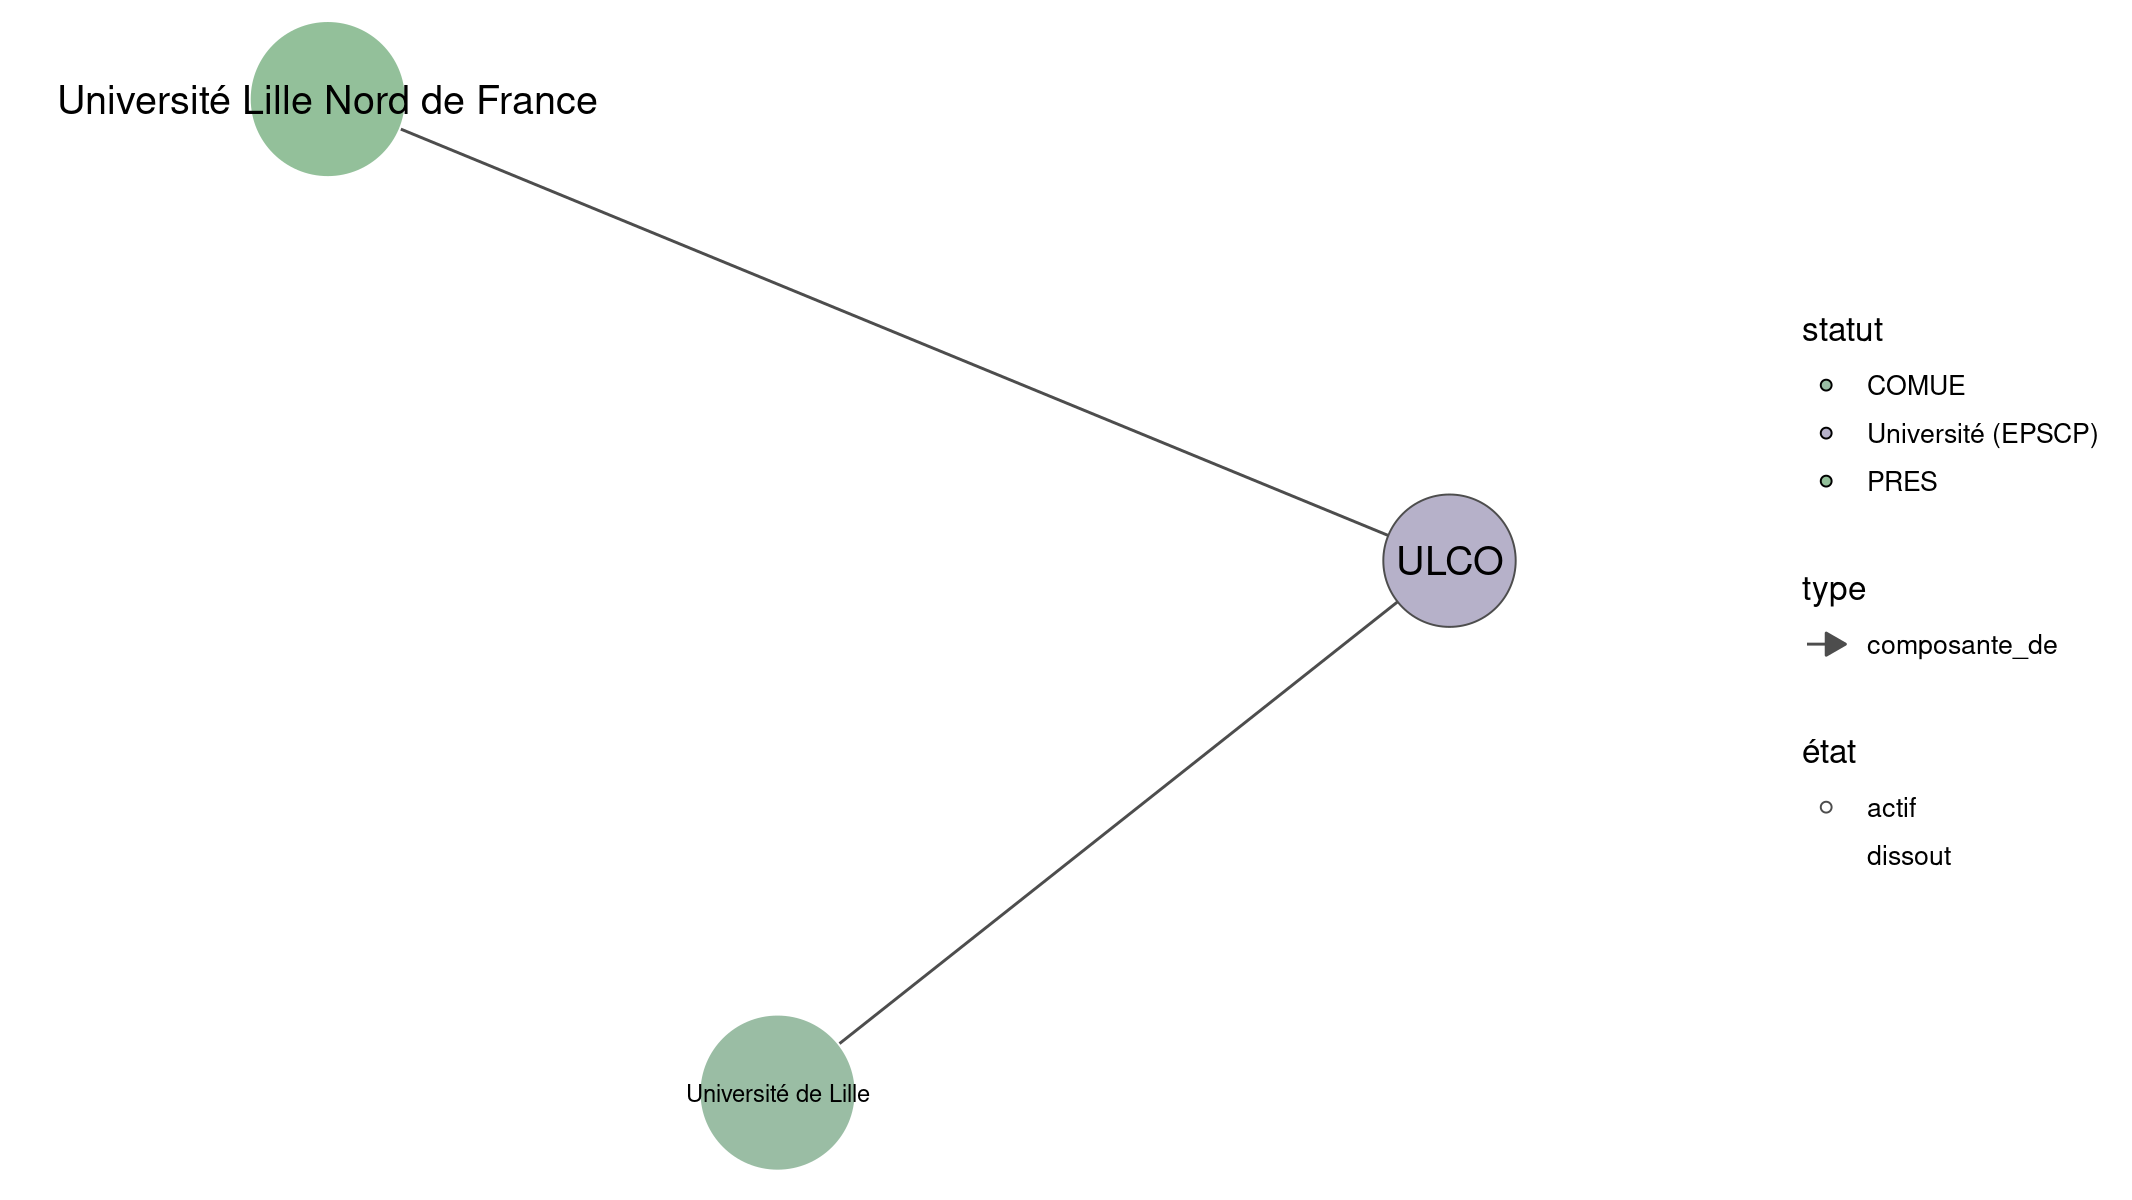 Université Lille Nord de France
ULCO
Université de Lille
statut
COMUE
Université (EPSCP)
PRES
type
composante_de
état
actif
dissout